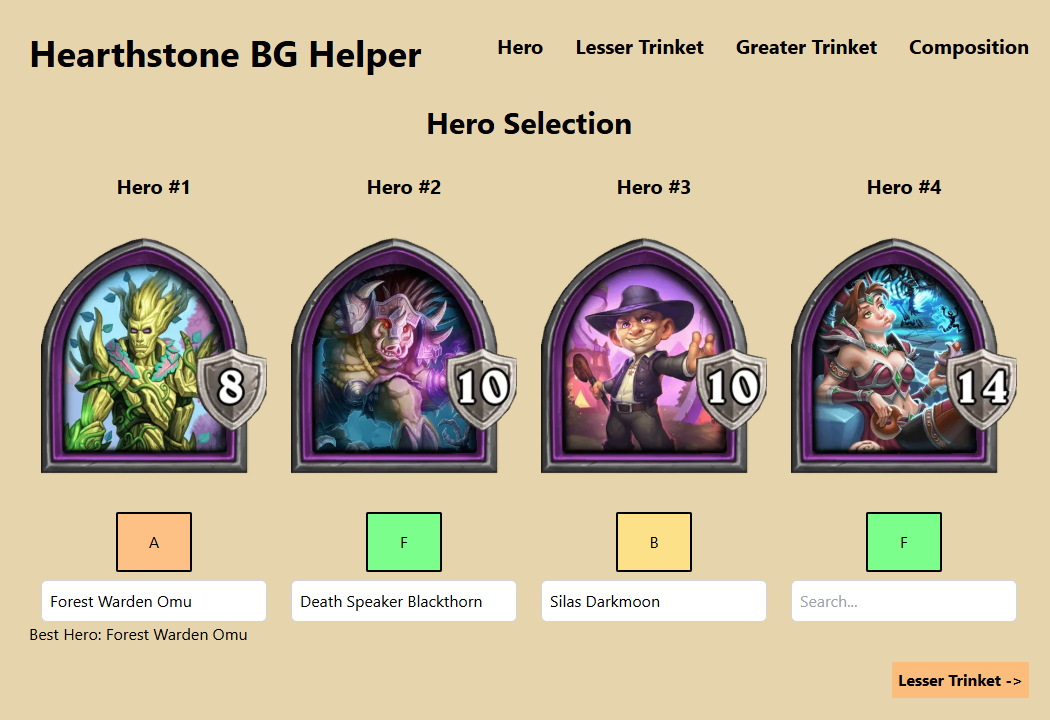 Hearthstone BG Helper
Hero Lesser Trinket Greater Trinket Composition
Hero Selection
Hero #1 Hero #2 Hero #3 Hero #4
8 10 10 14
A F B F
Forest Warden Omu Death Speaker Blackthorn Silas Darkmoon Search...
Best Hero: Forest Warden Omu
Lesser Trinket ->